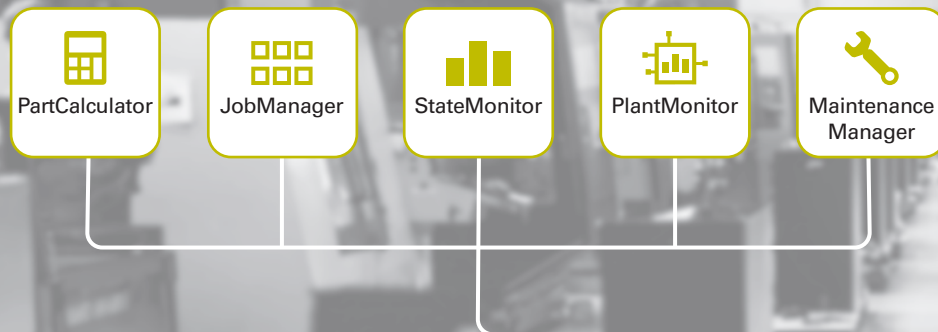 PartCalculator
JobManager
StateMonitor
PlantMonitor
Maintenance
Manager